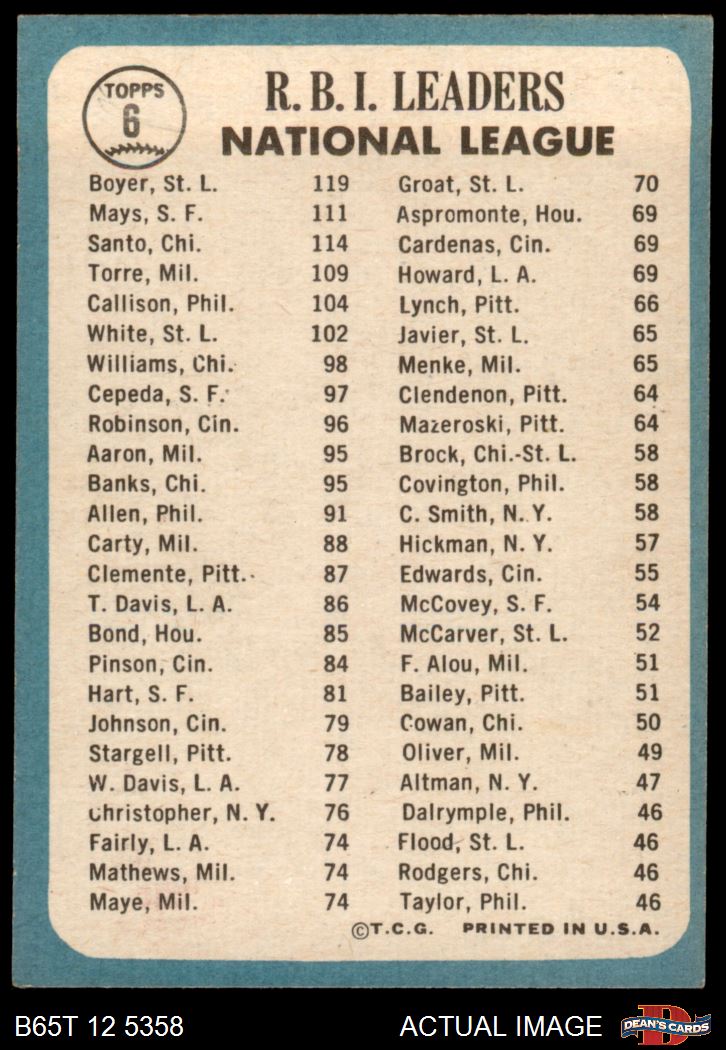 TOPPS
6
R. B. I. LEADERS
NATIONAL LEAGUE
Boyer, St. L. 119
Mays, S. F. 111
Santo, Chi. 114
Torre, Mil. 109
Callison, Phil. 104
White, St. L. 102
Williams, Chi. 98
Cepeda, S. F. 97
Robinson, Cin. 96
Aaron, Mil. 95
Banks, Chi. 95
Allen, Phil. 91
Carty, Mil. 88
Clemente, Pitt. 87
T. Davis, L. A. 86
Bond, Hou. 85
Pinson, Cin. 84
Hart, S. F. 81
Johnson, Cin. 79
Stargell, Pitt. 78
W. Davis, L. A. 77
Christopher, N. Y. 76
Fairly, L. A. 74
Mathews, Mil. 74
Maye, Mil. 74
Groat, St. L. 70
Aspromonte, Hou. 69
Cardenas, Cin. 69
Howard, L. A. 69
Lynch, Pitt. 66
Javier, St. L. 65
Menke, Mil. 65
Clendenon, Pitt. 64
Mazeroski, Pitt. 64
Brock, Chi.-St. L. 58
Covington, Phil. 58
C. Smith, N. Y. 58
Hickman, N. Y. 57
Edwards, Cin. 55
McCovey, S. F. 54
McCarver, St. L. 52
F. Alou, Mil. 51
Bailey, Pitt. 51
Cowan, Chi. 50
Oliver, Mil. 49
Altman, N. Y. 47
Dalrymple, Phil. 46
Flood, St. L. 46
Rodgers, Chi. 46
Taylor, Phil. 46
©T.C.G. PRINTED IN U.S.A.
B65T 12 5358 ACTUAL IMAGE
D
DEAN'S CARDS